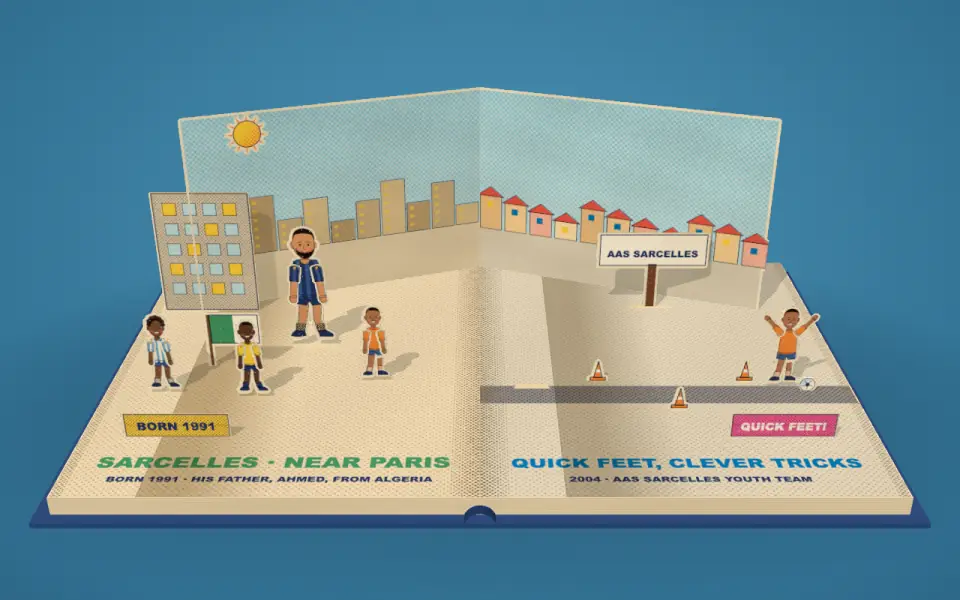 AAS SARCELLES
BORN 1991
QUICK FEET!
SARCELLES · NEAR PARIS
BORN 1991 · HIS FATHER, AHMED, FROM ALGERIA
QUICK FEET, CLEVER TRICKS
2004 · AAS SARCELLES YOUTH TEAM